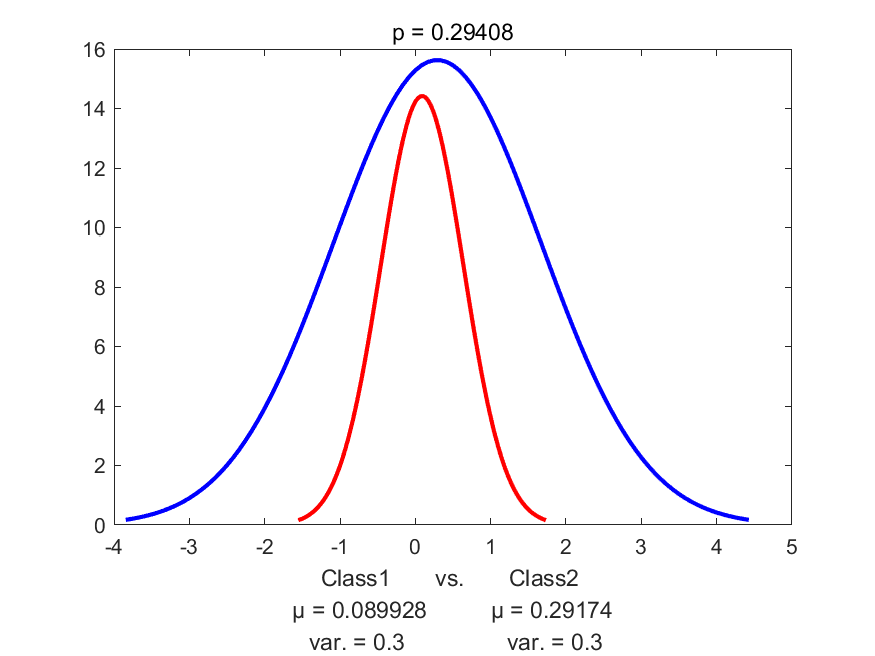 p = 0.29408
16
14
12
10
8
6
4
2
0
-4 -3 -2 -1 0 1 2 3 4 5
Class1 vs. Class2
μ = 0.089928 μ = 0.29174
var. = 0.3 var. = 0.3